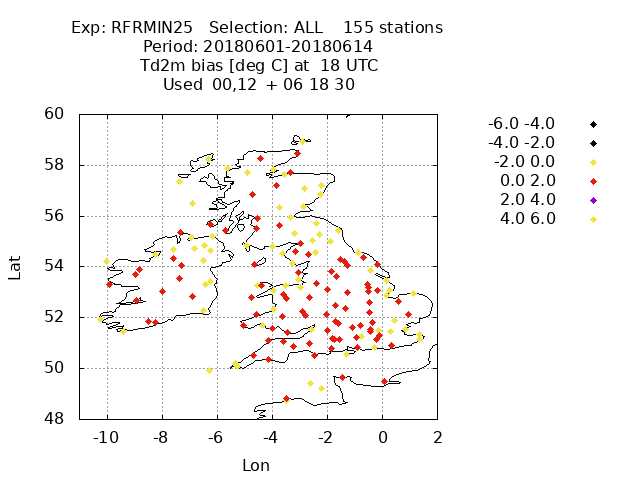 Exp: RFRMIN25 Selection: ALL 155 stations
Period: 20180601-20180614
Td2m bias [deg C] at 18 UTC
Used 00,12 + 06 18 30
-6.0 -4.0
-4.0 -2.0
-2.0 0.0
0.0 2.0
2.0 4.0
4.0 6.0
60
58
56
54
52
50
48
Lat
-10 -8 -6 -4 -2 0 2
Lon